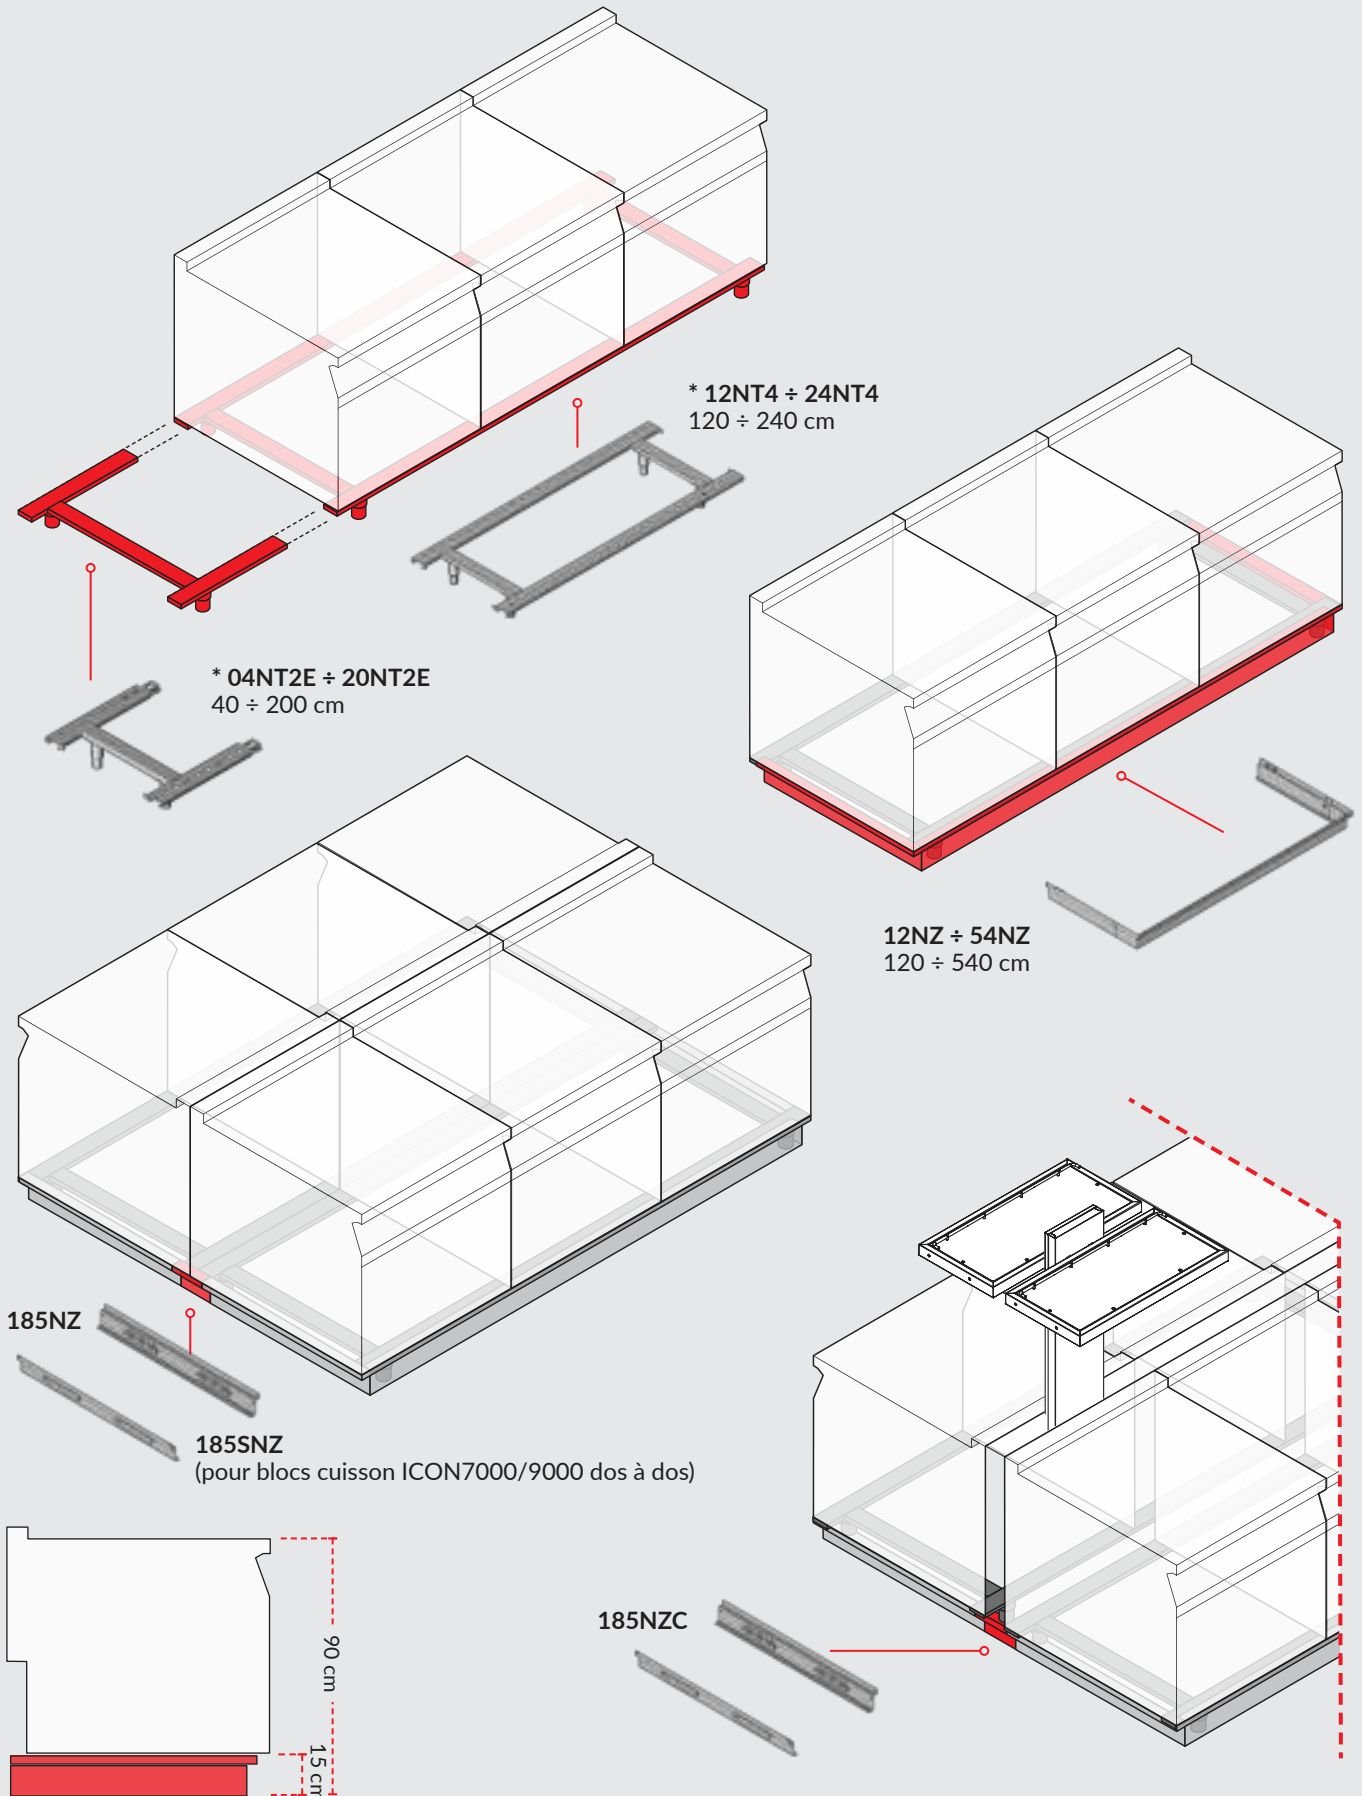 * 12NT4 ÷ 24NT4
120 ÷ 240 cm
* 04NT2E ÷ 20NT2E
40 ÷ 200 cm
12NZ ÷ 54NZ
120 ÷ 540 cm
185NZ
185SNZ
(pour blocs cuisson ICON7000/9000 dos à dos)
185NZC
90 cm
15 cm